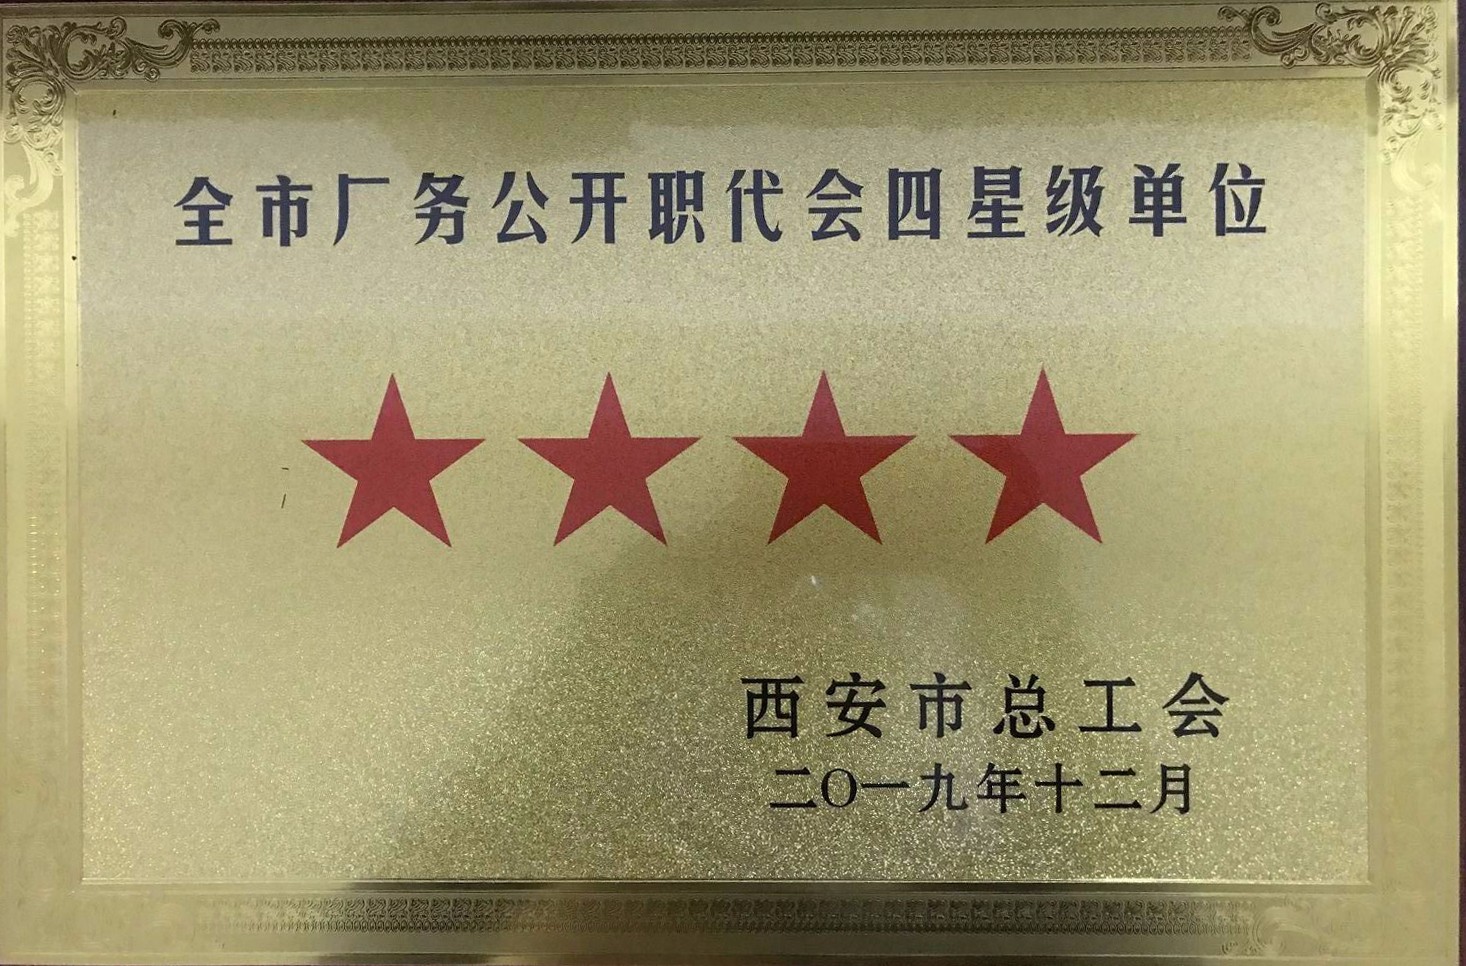 全市厂务公开职代会四星级单位
西安市总工会
二〇一九年十二月